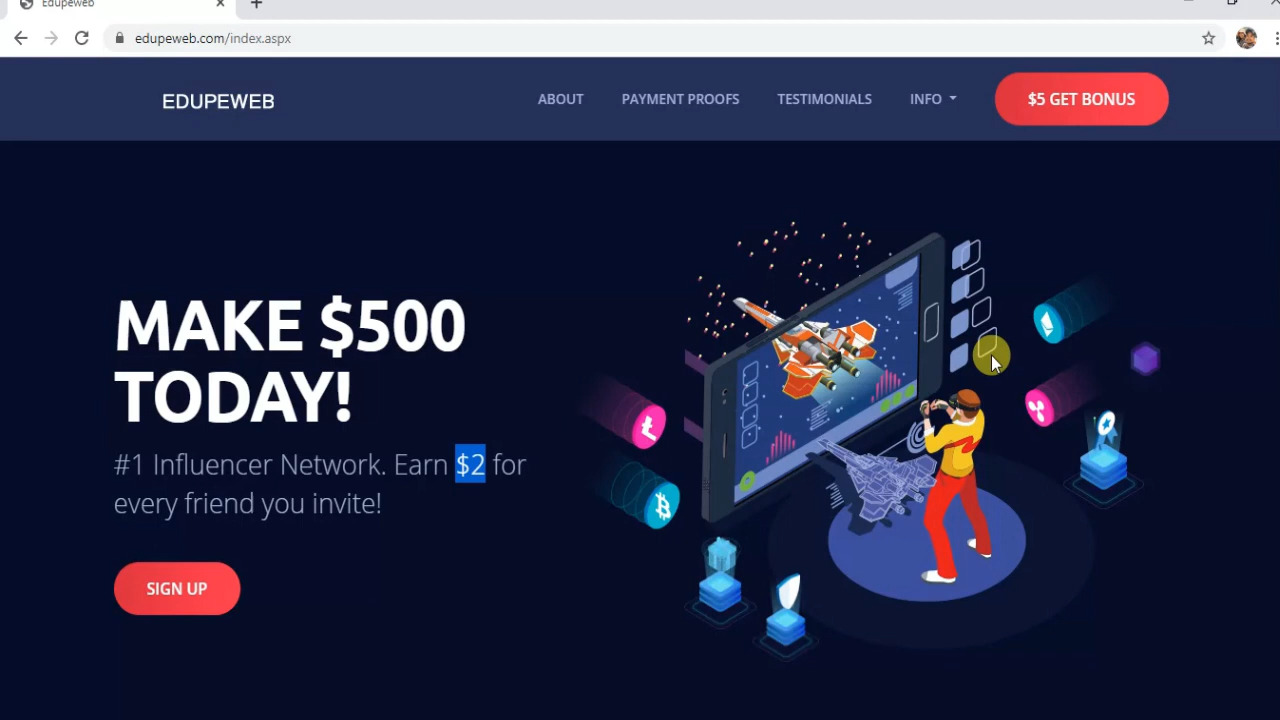 Edupeweb
edupeweb.com/index.aspx
EDUPEWEB
ABOUT
PAYMENT PROOFS
TESTIMONIALS
INFO
$5 GET BONUS
MAKE $500
TODAY!
#1 Influencer Network. Earn $2 for
every friend you invite!
SIGN UP